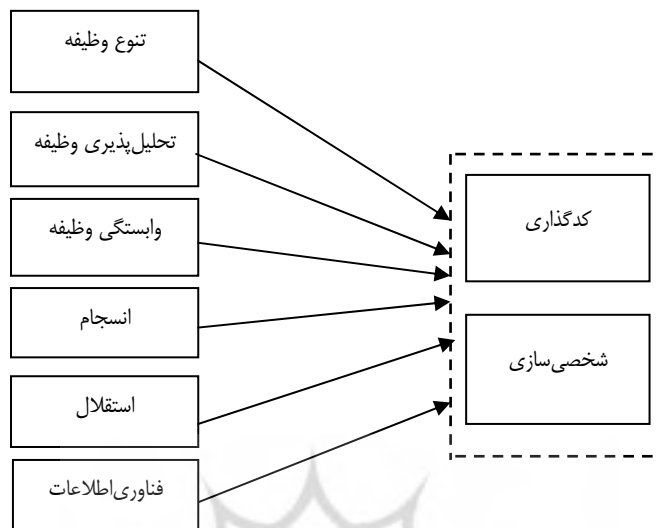 تنوع وظیفه
تحلیل‌پذیری وظیفه
وابستگی وظیفه
انسجام
استقلال
فناوری‌اطلاعات
کدگذاری
شخصی‌سازی